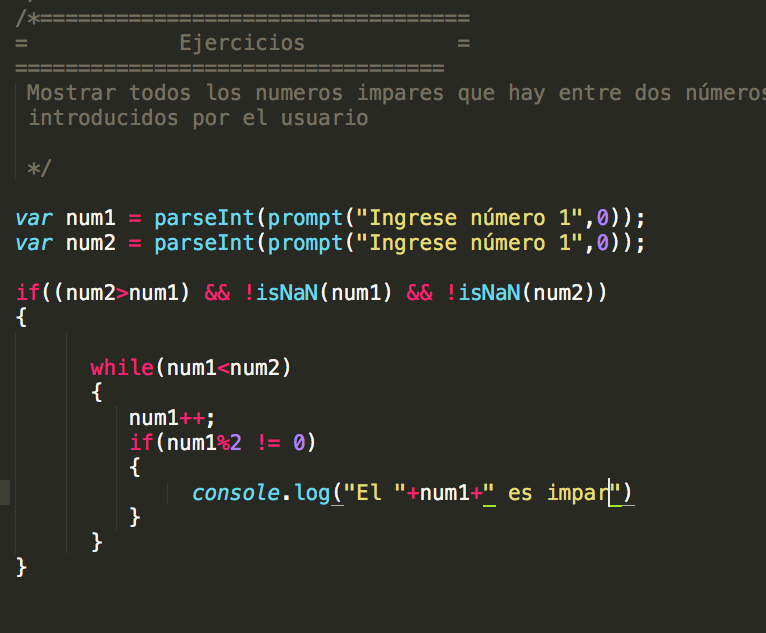 /*==================================
= Ejercicios =
==================================
Mostrar todos los numeros impares que hay entre dos números
introducidos por el usuario
*/
var num1 = parseInt(prompt("Ingrese número 1",0));
var num2 = parseInt(prompt("Ingrese número 1",0));
if((num2>num1) && !isNaN(num1) && !isNaN(num2))
{
while(num1<num2)
{
num1++;
if(num1%2 != 0)
{
console.log("El "+num1+" es impar")
}
}
}